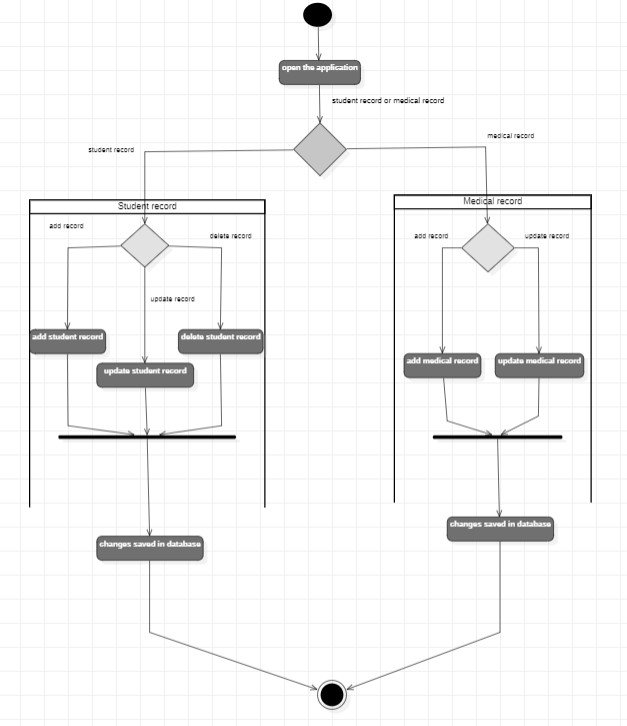 open the application
student record or medical record
student record
medical record
Student record
Medical record
add record
delete record
update record
add student record
delete student record
update student record
add record
update record
add medical record
update medical record
changes saved in database
changes saved in database